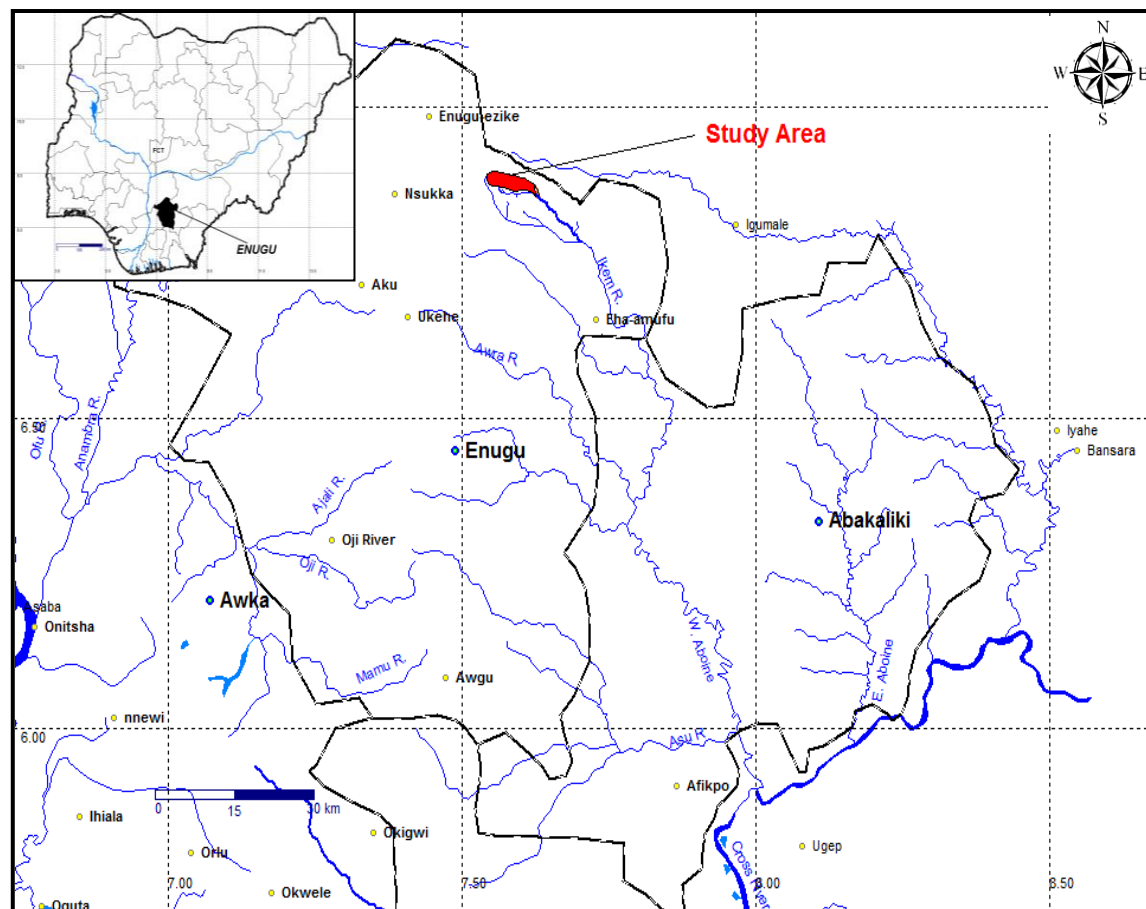 N
W
E
S
FCT
ENUGU
Enugu-ezike
Study Area
Nsukka
Igumale
Ikem R.
Aku
Ukehe
Eha-amufu
Awra R
Ofu R
Anambra R.
6.50
Iyahe
Enugu
Bansara
Ajali R.
Abakaliki
Oji River
Oji R.
Asaba
Awka
Onitsha
W. Aboine
Mamu R.
Awgu
E. Aboine
nnewi
6.00
Asu R
Afikpo
0 15 30 km
Ihiala
Okigwi
Ugep
Orlu
Cross River
7.00
7.50
8.00
8.50
Okwele
Oguta